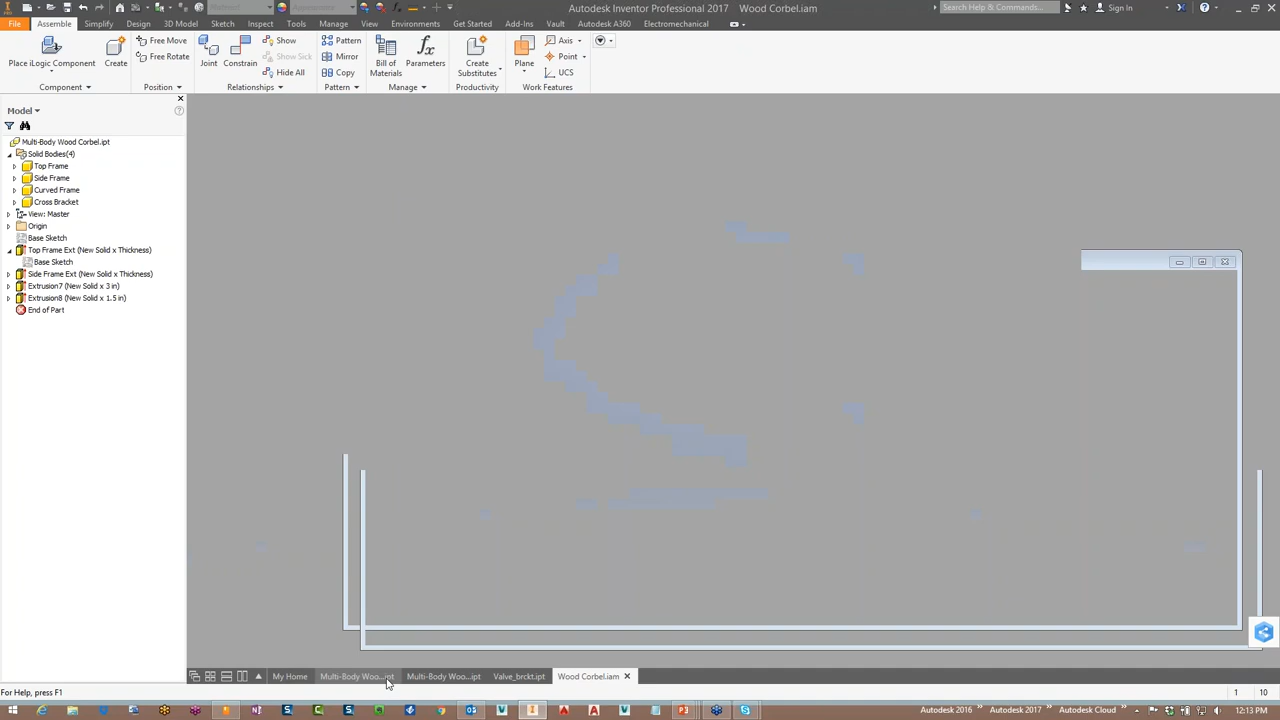 Material
Appearance
Autodesk Inventor Professional 2017 Wood Corbel.iam
Search Help & Commands...
Sign In
File Assemble Simplify Design 3D Model Sketch Inspect Tools Manage View Environments Get Started Add-Ins Vault Autodesk A360 Electromechanical
Place iLogic Component
Create
Free Move
Free Rotate
Joint
Constrain
Show
Show Sick
Hide All
Pattern
Mirror
Copy
Bill of Materials
Parameters
Create Substitutes
Plane
Axis
Point
UCS
Component Position Relationships Pattern Manage Productivity Work Features
Model
Multi-Body Wood Corbel.ipt
Solid Bodies(4)
Top Frame
Side Frame
Curved Frame
Cross Bracket
View: Master
Origin
Base Sketch
Top Frame Ext (New Solid x Thickness)
Base Sketch
Side Frame Ext (New Solid x Thickness)
Extrusion7 (New Solid x 3 in)
Extrusion8 (New Solid x 1.5 in)
End of Part
My Home Multi-Body Woo...ipt Multi-Body Woo...ipt Valve_brckt.ipt Wood Corbel.iam
For Help, press F1
1 10
Autodesk 2016 Autodesk 2017 Autodesk Cloud 12:13 PM